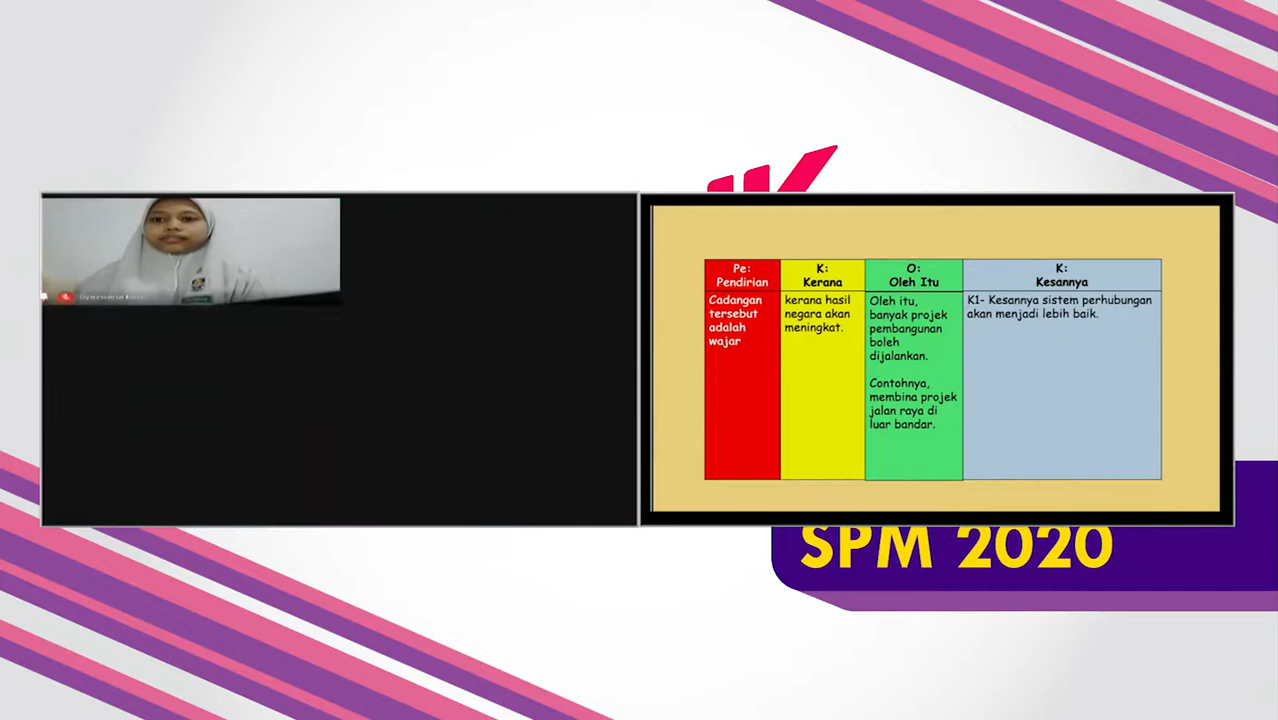 Pe:
Pendirian
Cadangan
tersebut
adalah
wajar
K:
Kerana
kerana hasil
negara akan
meningkat.
O:
Oleh Itu
Oleh itu,
banyak projek
pembangunan
boleh
dijalankan.
Contohnya,
membina projek
jalan raya di
luar bandar.
K:
Kesannya
K1- Kesannya sistem perhubungan
akan menjadi lebih baik.
SPM 2020